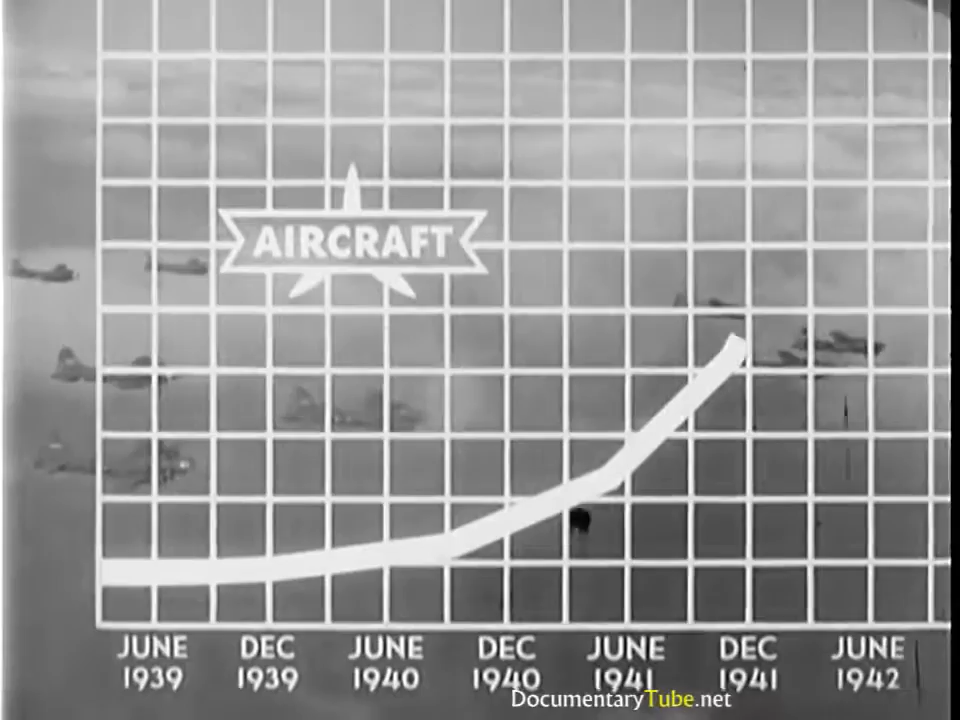 AIRCRAFT
JUNE DEC JUNE DEC JUNE DEC JUNE
1939 1939 1940 1940 1941 1941 1942
DocumentaryTube.net